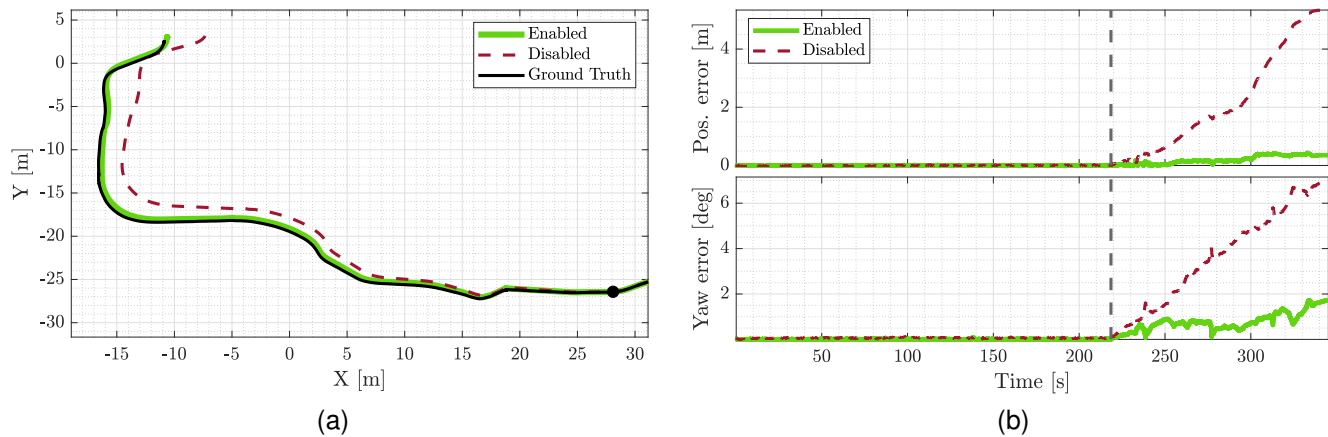 5
0
-5
-10
-15
-20
-25
-30
Y [m]
Enabled
Disabled
Ground Truth
-15 -10 -5 0 5 10 15 20 25 30
X [m]
(a)
4
2
0
Pos. error [m]
Enabled
Disabled
6
4
2
Yaw error [deg]
50 100 150 200 250 300
Time [s]
(b)